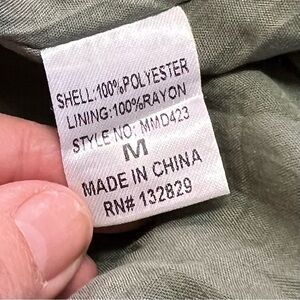 SHELL:100%POLYESTER
LINING:100%RAYON
STYLE NO: MMD423
M
MADE IN CHINA
RN# 132829